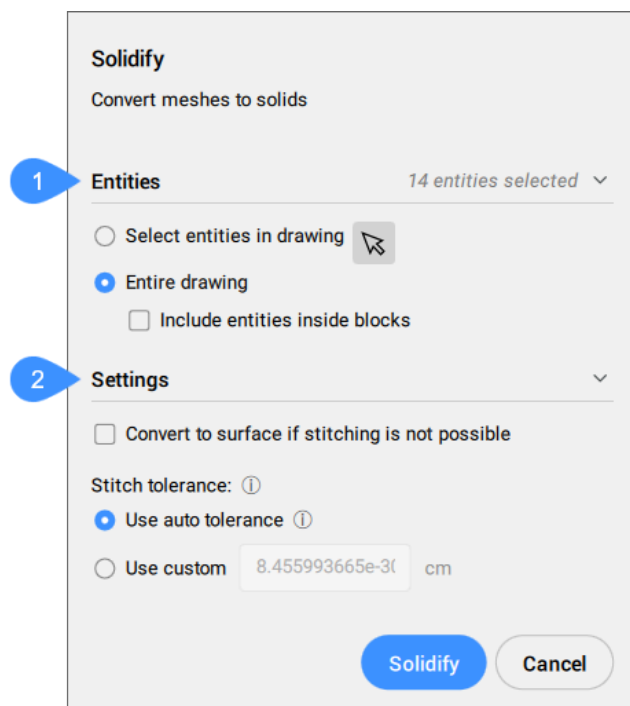 Solidify
Convert meshes to solids
1 Entities 14 entities selected
Select entities in drawing
Entire drawing
Include entities inside blocks
2 Settings
Convert to surface if stitching is not possible
Stitch tolerance:
Use auto tolerance
Use custom 8.455993665e-30 cm
Solidify Cancel